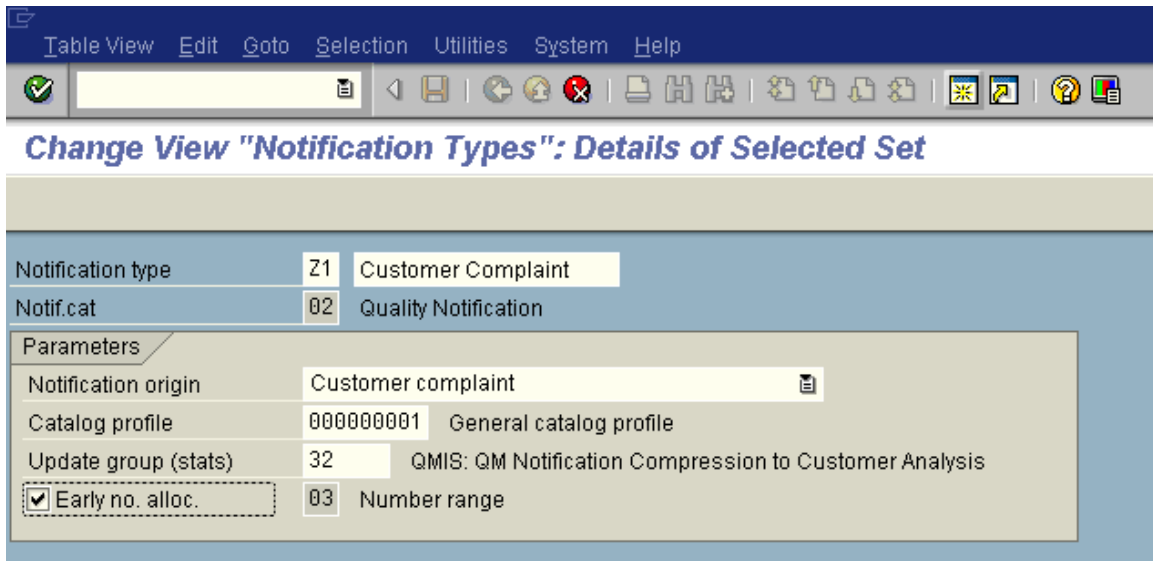 Table View Edit Goto Selection Utilities System Help
Change View "Notification Types": Details of Selected Set
Notification type Z1 Customer Complaint
Notif.cat 02 Quality Notification
Parameters
Notification origin Customer complaint
Catalog profile 000000001 General catalog profile
Update group (stats) 32 QMIS: QM Notification Compression to Customer Analysis
Early no. alloc. 03 Number range